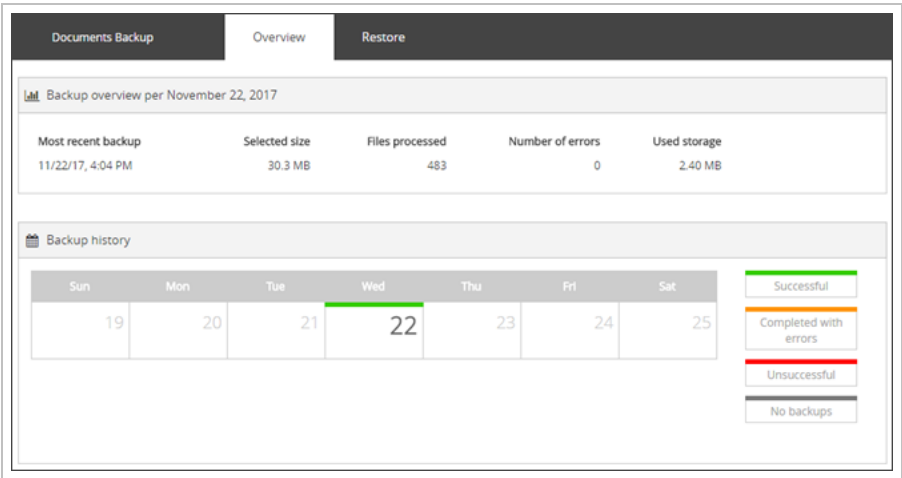 Documents Backup Overview Restore
Backup overview per November 22, 2017
Most recent backup Selected size Files processed Number of errors Used storage
11/22/17, 4:04 PM 30.3 MB 483 0 2.40 MB
Backup history
Sun Mon Tue Wed Thu Fri Sat
19 20 21 22 23 24 25
Successful
Completed with
errors
Unsuccessful
No backups